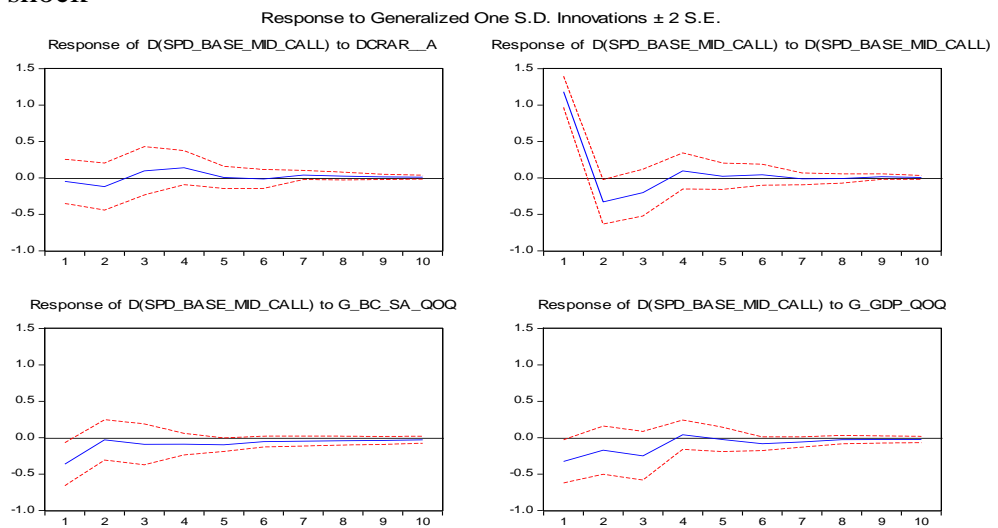 shock
Response to Generalized One S.D. Innovations ± 2 S.E.
Response of D(SPD_BASE_MID_CALL) to DCRAR__A
Response of D(SPD_BASE_MID_CALL) to D(SPD_BASE_MID_CALL)
1.5
1.0
0.5
0.0
-0.5
-1.0
1 2 3 4 5 6 7 8 9 10
1.5
1.0
0.5
0.0
-0.5
-1.0
1 2 3 4 5 6 7 8 9 10
Response of D(SPD_BASE_MID_CALL) to G_BC_SA_QOQ
Response of D(SPD_BASE_MID_CALL) to G_GDP_QOQ
1.5
1.0
0.5
0.0
-0.5
-1.0
1 2 3 4 5 6 7 8 9 10
1.5
1.0
0.5
0.0
-0.5
-1.0
1 2 3 4 5 6 7 8 9 10